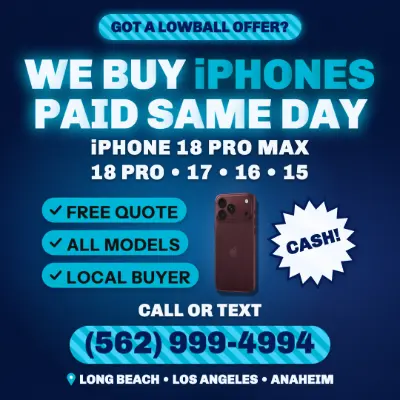 GOT A LOWBALL OFFER?
WE BUY iPHONES
PAID SAME DAY
iPHONE 18 PRO MAX
18 PRO • 17 • 16 • 15
✓ FREE QUOTE
✓ ALL MODELS
✓ LOCAL BUYER
CASH!
CALL OR TEXT
(562) 999-4994
LONG BEACH • LOS ANGELES • ANAHEIM